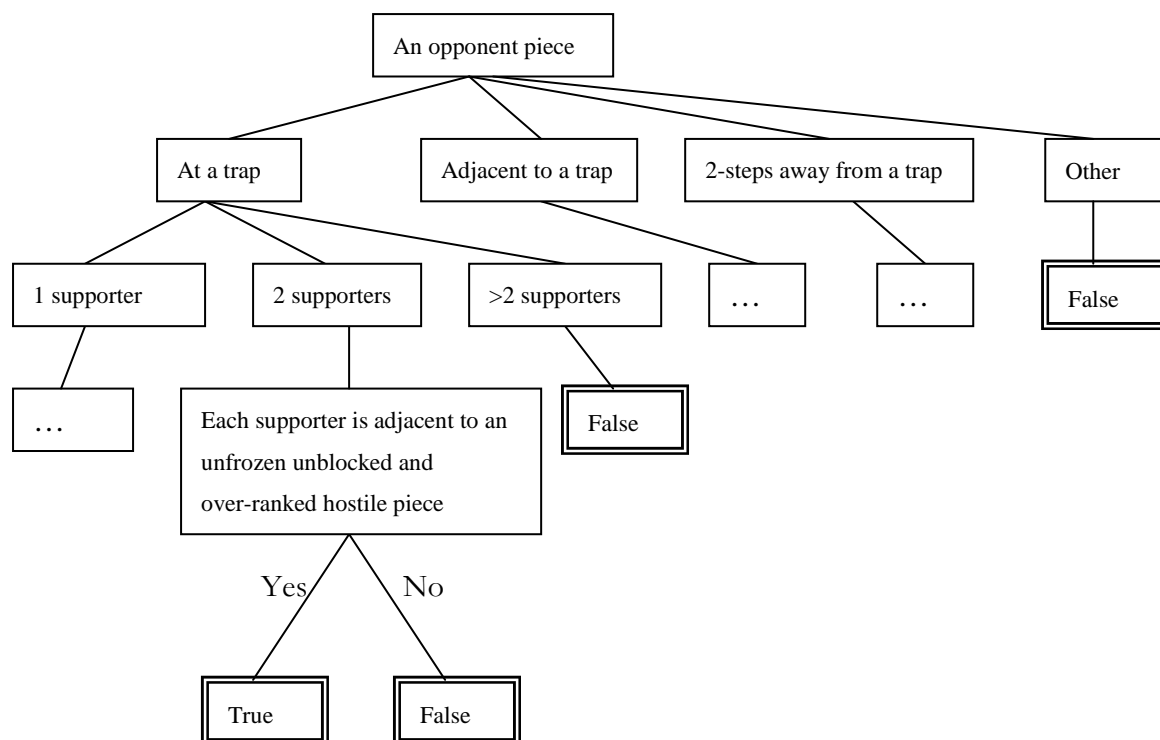 An opponent piece
At a trap
Adjacent to a trap
2-steps away from a trap
Other
1 supporter
2 supporters
>2 supporters
…
…
False
…
Each supporter is adjacent to an
unfrozen unblocked and
over-ranked hostile piece
False
Yes
No
True
False